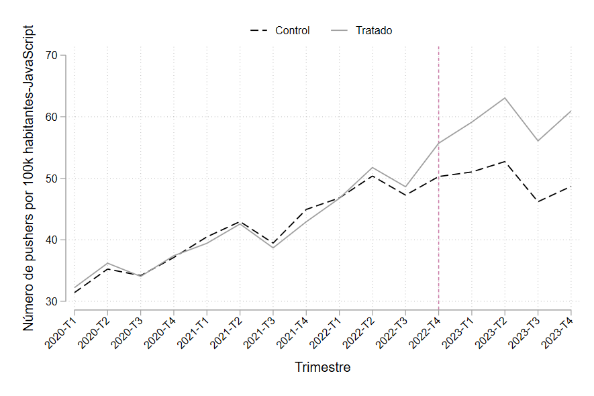 Control Tratado
Número de pushers por 100k habitantes-JavaScript
70
60
50
40
30
2020-T1 2020-T2 2020-T3 2020-T4 2021-T1 2021-T2 2021-T3 2021-T4 2022-T1 2022-T2 2022-T3 2022-T4 2023-T1 2023-T2 2023-T3 2023-T4
Trimestre